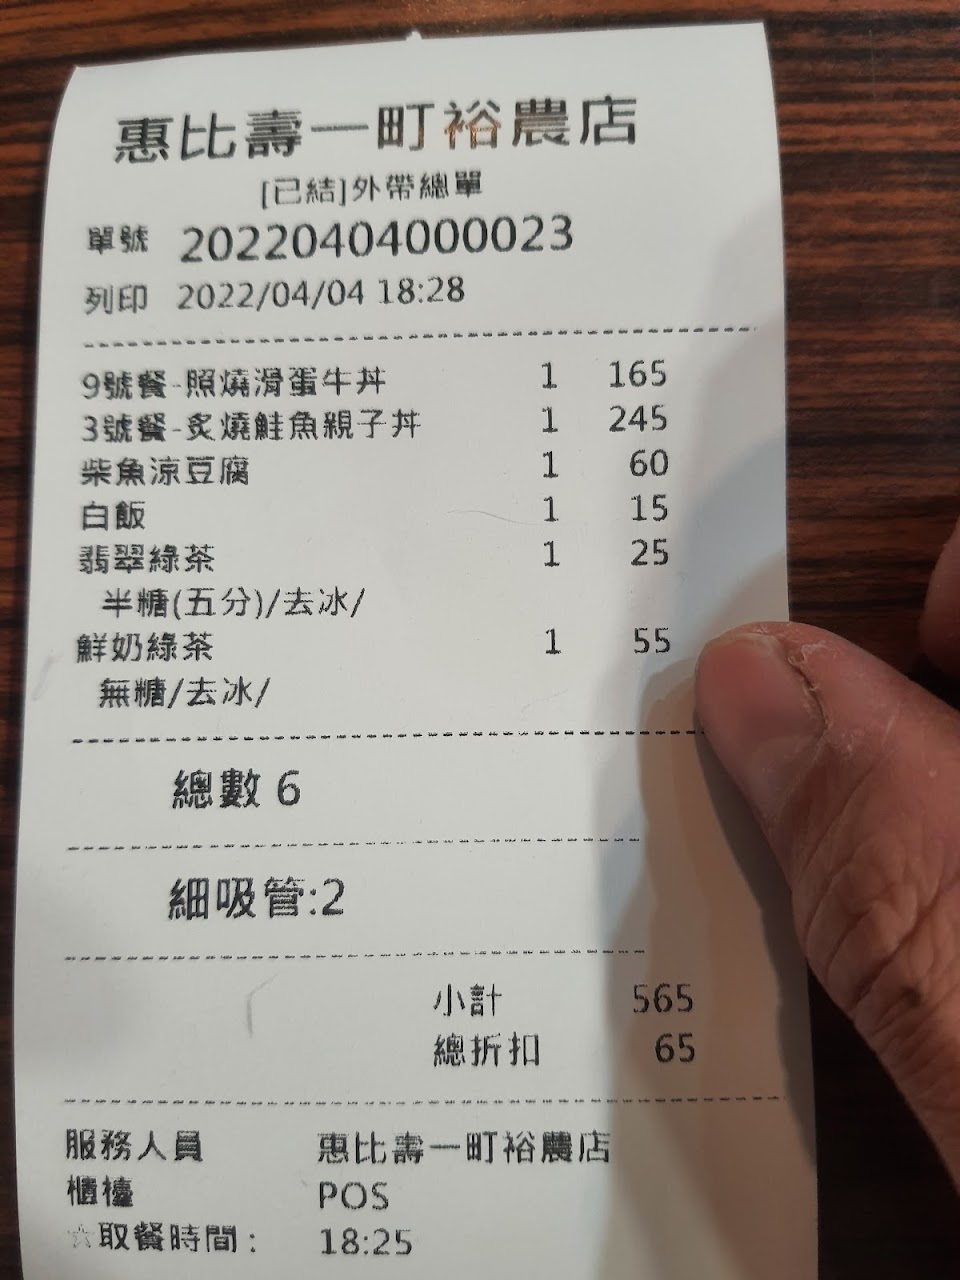 惠比壽一町裕農店
[已結]外帶總單
單號 20220404000023
列印 2022/04/04 18:28
9號餐-照燒滑蛋牛丼 1 165
3號餐-炙燒鮭魚親子丼 1 245
柴魚涼豆腐 1 60
白飯 1 15
翡翠綠茶 1 25
半糖(五分)/去冰/
鮮奶綠茶 1 55
無糖/去冰/
總數 6
細吸管:2
小計 565
總折扣 65
服務人員 惠比壽一町裕農店
櫃檯 POS
☆取餐時間: 18:25